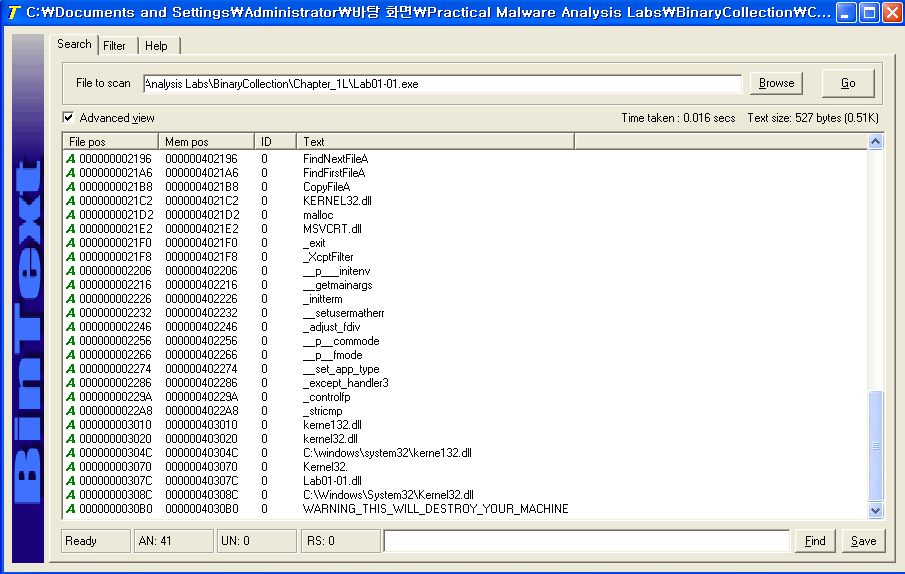 C:\Documents and Settings\Administrator\바탕 화면\Practical Malware Analysis Labs\BinaryCollection\C...
Search Filter Help
File to scan Analysis Labs\BinaryCollection\Chapter_1L\Lab01-01.exe Browse Go
Advanced view Time taken : 0.016 secs Text size: 527 bytes (0.51K)
File pos Mem pos ID Text
A 000000002196 000000402196 0 FindNextFileA
A 0000000021A6 0000004021A6 0 FindFirstFileA
A 0000000021B8 0000004021B8 0 CopyFileA
A 0000000021C2 0000004021C2 0 KERNEL32.dll
A 0000000021D2 0000004021D2 0 malloc
A 0000000021E2 0000004021E2 0 MSVCRT.dll
A 0000000021F0 0000004021F0 0 _exit
A 0000000021F8 0000004021F8 0 _XcptFilter
A 000000002206 000000402206 0 __p___initenv
A 000000002216 000000402216 0 __getmainargs
A 000000002226 000000402226 0 _initterm
A 000000002232 000000402232 0 __setusermatherr
A 000000002246 000000402246 0 _adjust_fdiv
A 000000002256 000000402256 0 __p__commode
A 000000002266 000000402266 0 __p__fmode
A 000000002274 000000402274 0 __set_app_type
A 000000002286 000000402286 0 _except_handler3
A 00000000229A 00000040229A 0 _controlfp
A 0000000022A8 0000004022A8 0 _stricmp
A 000000003010 000000403010 0 kerne132.dll
A 000000003020 000000403020 0 kernel32.dll
A 00000000304C 00000040304C 0 C:\windows\system32\kerne132.dll
A 000000003070 000000403070 0 Kernel32.
A 00000000307C 00000040307C 0 Lab01-01.dll
A 00000000308C 00000040308C 0 C:\Windows\System32\Kernel32.dll
A 0000000030B0 0000004030B0 0 WARNING_THIS_WILL_DESTROY_YOUR_MACHINE
Ready AN: 41 UN: 0 RS: 0 Find Save
BinText